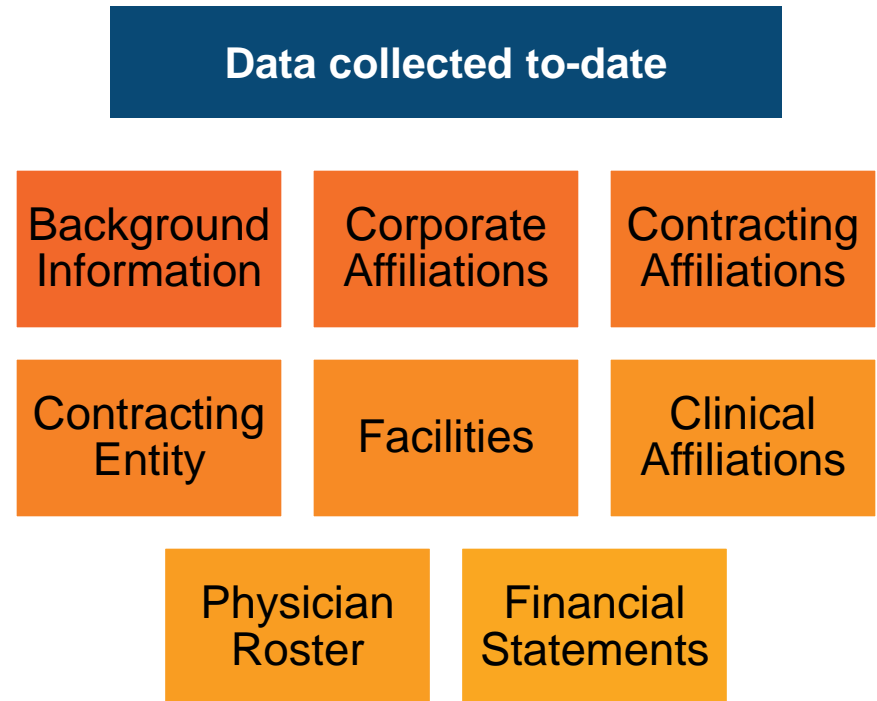 Data collected to-date
Background
Information
Corporate
Affiliations
Contracting
Affiliations
Contracting
Entity
Facilities
Clinical
Affiliations
Physician
Roster
Financial
Statements